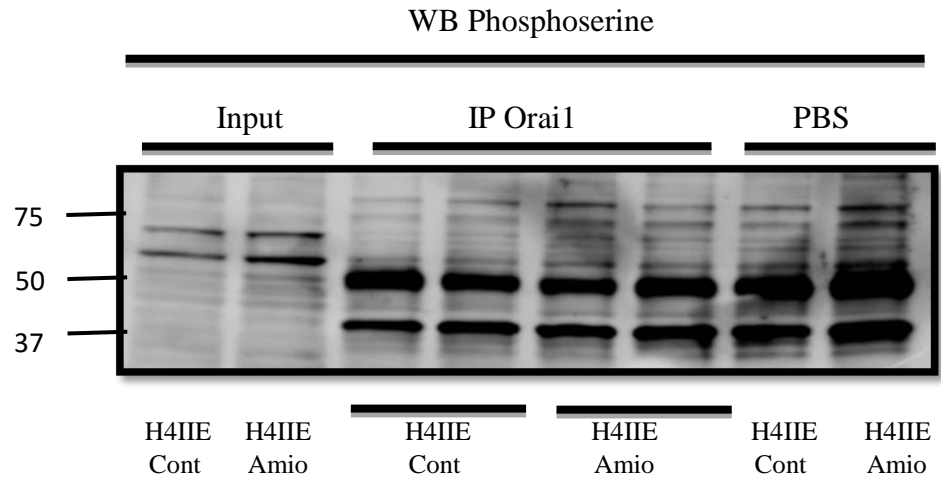 WB Phosphoserine
Input IP Orai1 PBS
75
50
37
H4IIE H4IIE H4IIE H4IIE H4IIE H4IIE
Cont Amio Cont Amio Cont Amio